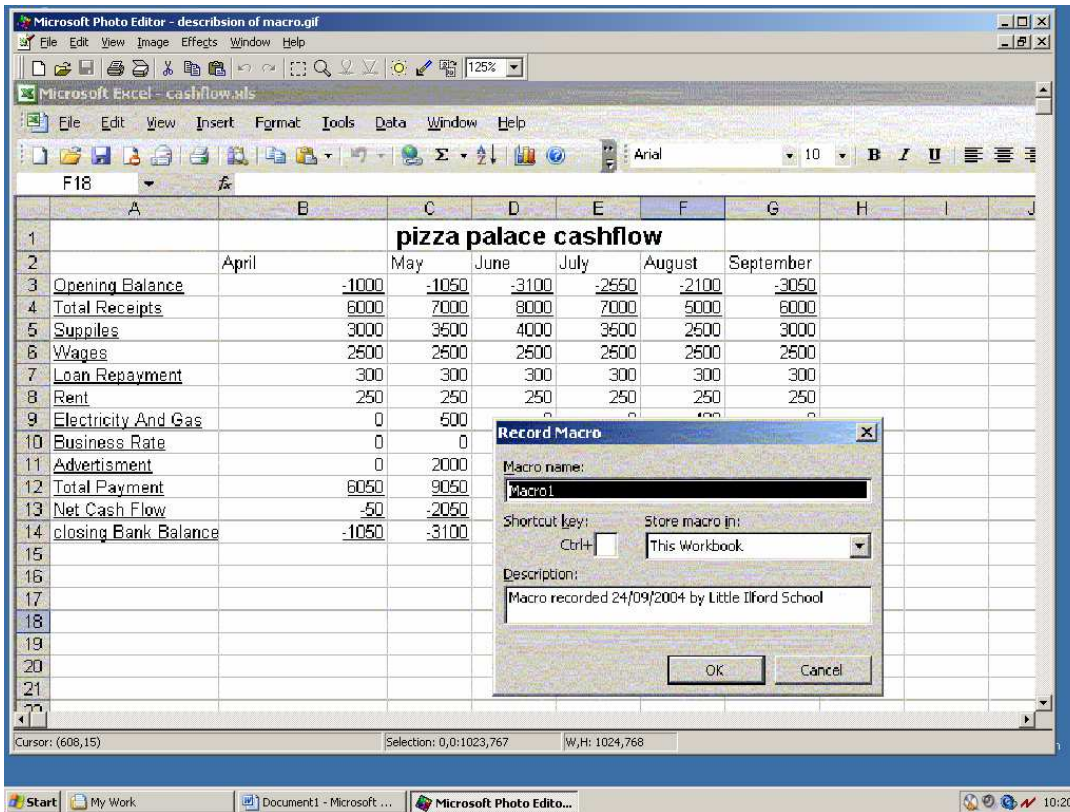 Microsoft Photo Editor - describsion of macro.gif
File Edit View Image Effects Window Help
125%
Microsoft Excel - cashflow.xls
File Edit View Insert Format Tools Data Window Help
Arial 10 B I U
F18 fx
A B C D E F G H I J
1 pizza palace cashflow
2 April May June July August September
3 Opening Balance -1000 -1050 -3100 -2550 -2100 -3050
4 Total Receipts 6000 7000 8000 7000 5000 6000
5 Suppiles 3000 3500 4000 3500 2500 3000
6 Wages 2500 2500 2500 2500 2500 2500
7 Loan Repayment 300 300 300 300 300 300
8 Rent 250 250 250 250 250 250
9 Electricity And Gas 0 500
10 Business Rate 0 0
11 Advertisment 0 2000
12 Total Payment 6050 9050
13 Net Cash Flow -50 -2050
14 closing Bank Balance -1050 -3100
15
16
17
18
19
20
21
Record Macro
Macro name:
Macro1
Shortcut key: Store macro in:
Ctrl+ This Workbook
Description:
Macro recorded 24/09/2004 by Little Ilford School
OK Cancel
Cursor: (608,15) Selection: 0,0:1023,767 W,H: 1024,768
Start My Work Document1 - Microsoft ... Microsoft Photo Edito... 10:20